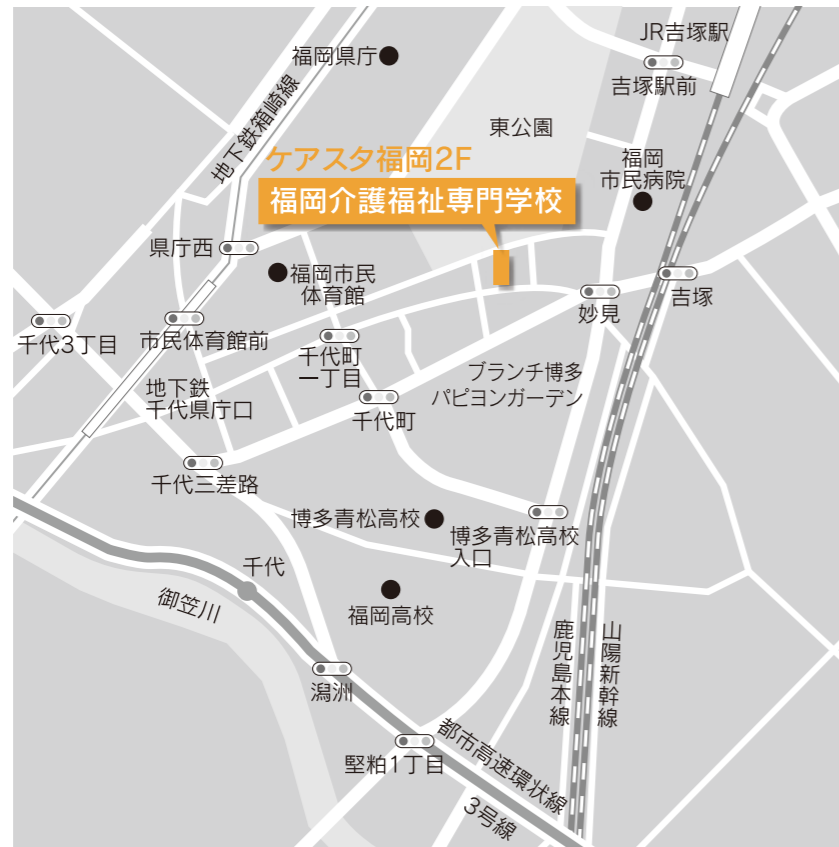 JR吉塚駅
福岡県庁
吉塚駅前
地下鉄箱崎線
東公園
ケアスタ福岡2F
福岡介護福祉専門学校
福岡
市民病院
県庁西
福岡市民
体育館
妙見
吉塚
千代3丁目
市民体育館前
千代町
一丁目
地下鉄
千代県庁口
ブランチ博多
パピヨンガーデン
千代町
千代三差路
博多青松高校
博多青松高校
入口
千代
御笠川
福岡高校
鹿児島本線
山陽新幹線
潟洲
堅粕1丁目
都市高速環状線
3号線